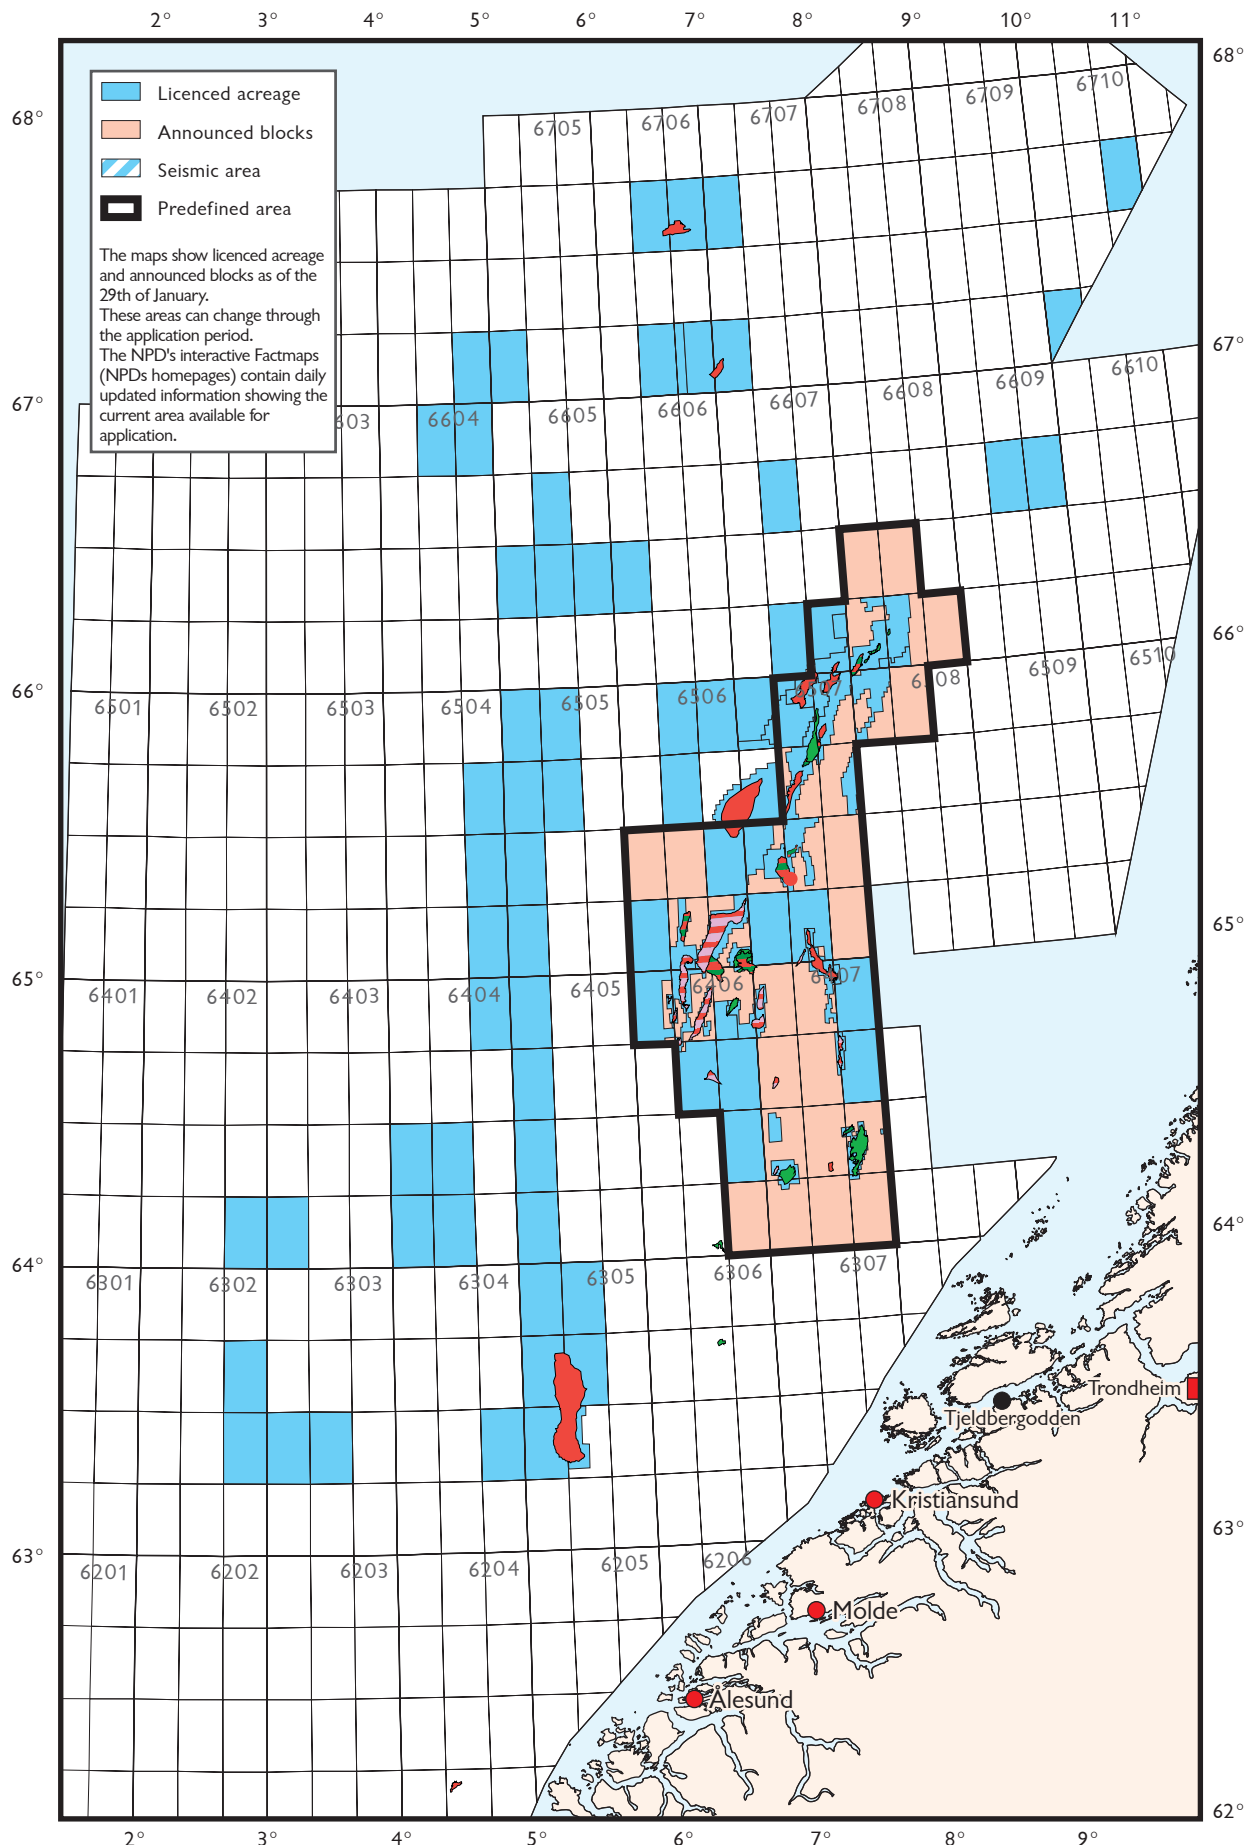 2° 3° 4° 5° 6° 7° 8° 9° 10° 11°
68°
Licenced acreage
Announced blocks
Seismic area
Predefined area
The maps show licenced acreage
and announced blocks as of the
29th of January.
These areas can change through
the application period.
The NPD's interactive Factmaps
(NPDs homepages) contain daily
updated information showing the
current area available for
application.
6705 6706 6707 6708 6709 6710
68°
67°
67°
603 6604 6605 6606 6607 6608 6609 6610
66°
66°
6501 6502 6503 6504 6505 6506 6507 6508 6509 6510
65°
65°
6401 6402 6403 6404 6405 6406 6407
64°
64°
6301 6302 6303 6304 6305 6306 6307
Trondheim
Tjeldbergodden
Kristiansund
63°
63°
6201 6202 6203 6204 6205 6206
Molde
Ålesund
62°
2° 3° 4° 5° 6° 7° 8° 9°